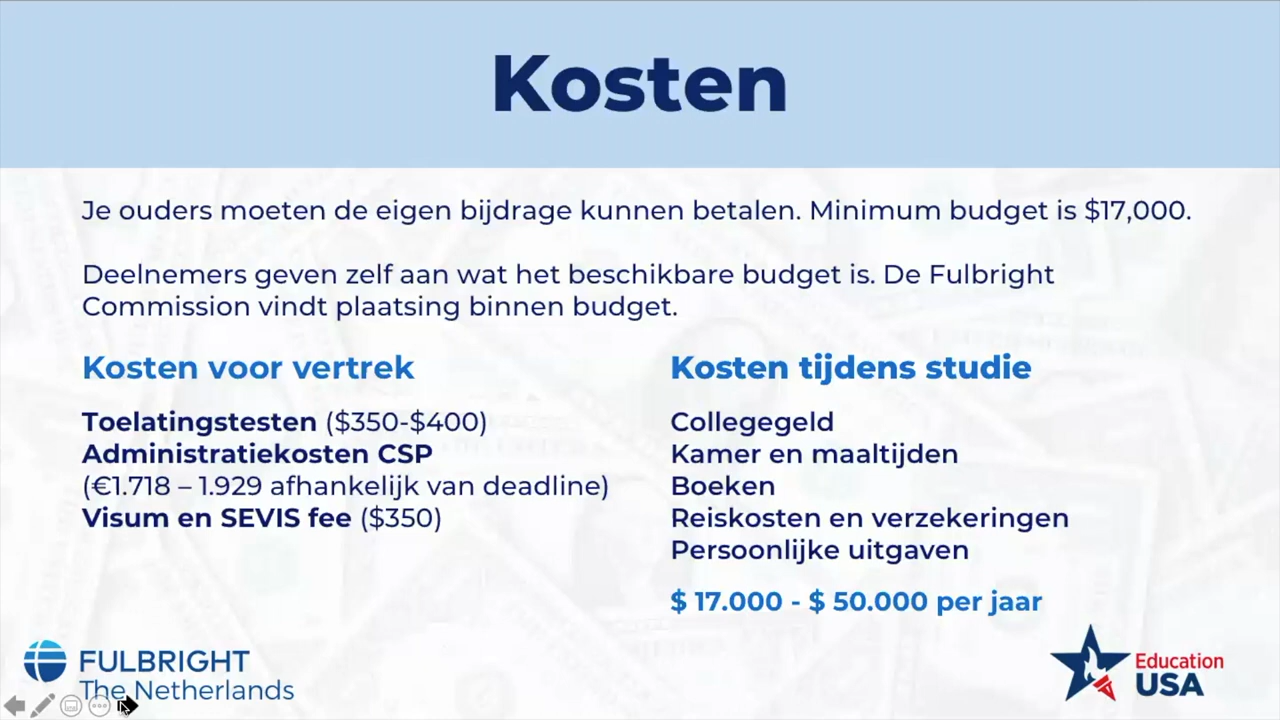 Kosten
Je ouders moeten de eigen bijdrage kunnen betalen. Minimum budget is $17,000.
Deelnemers geven zelf aan wat het beschikbare budget is. De Fulbright
Commission vindt plaatsing binnen budget.
Kosten voor vertrek
Toelatingstesten ($350-$400)
Administratiekosten CSP
(€1.718 – 1.929 afhankelijk van deadline)
Visum en SEVIS fee ($350)
Kosten tijdens studie
Collegegeld
Kamer en maaltijden
Boeken
Reiskosten en verzekeringen
Persoonlijke uitgaven
$ 17.000 - $ 50.000 per jaar
FULBRIGHT
The Netherlands
Education
USA